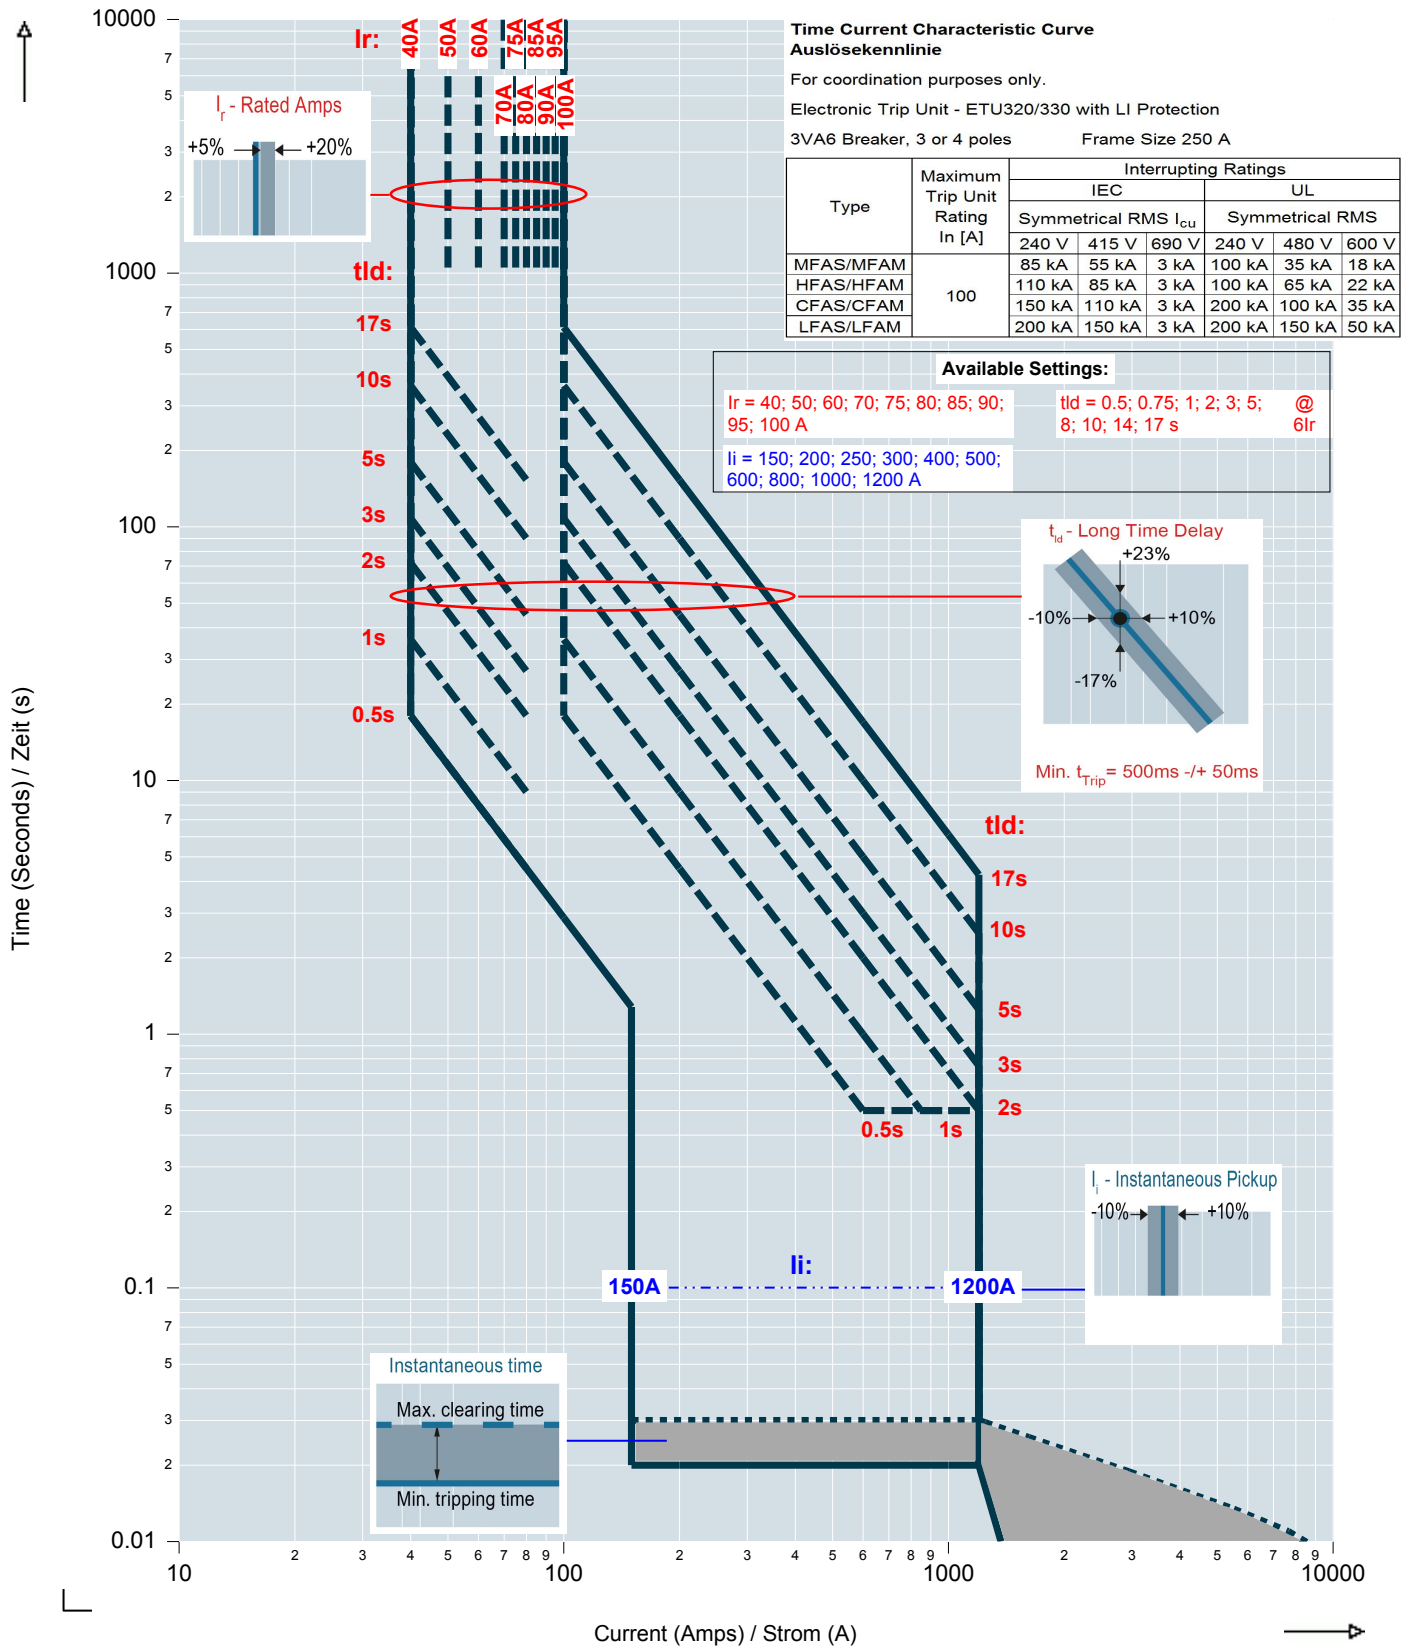 Time Current Characteristic Curve
Auslösekennlinie
For coordination purposes only.
Electronic Trip Unit - ETU320/330 with LI Protection
3VA6 Breaker, 3 or 4 poles Frame Size 250 A
Type
Maximum
Trip Unit
Rating
In [A]
Interrupting Ratings
IEC UL
Symmetrical RMS Icu Symmetrical RMS
240 V 415 V 690 V 240 V 480 V 600 V
MFAS/MFAM 85 kA 55 kA 3 kA 100 kA 35 kA 18 kA
HFAS/HFAM 110 kA 85 kA 3 kA 100 kA 65 kA 22 kA
100
CFAS/CFAM 150 kA 110 kA 3 kA 200 kA 100 kA 35 kA
LFAS/LFAM 200 kA 150 kA 3 kA 200 kA 150 kA 50 kA
Available Settings:
Ir = 40; 50; 60; 70; 75; 80; 85; 90;
95; 100 A
tld = 0.5; 0.75; 1; 2; 3; 5; @
8; 10; 14; 17 s 6Ir
Ii = 150; 200; 250; 300; 400; 500;
600; 800; 1000; 1200 A
Ir:
40A
50A
60A
75A
85A
95A
70A
80A
90A
100A
Ir - Rated Amps
+5% +20%
tld:
17s
10s
5s
3s
2s
1s
0.5s
tld - Long Time Delay
+23%
-10% +10%
-17%
Min. tTrip= 500ms -/+ 50ms
tld:
17s
10s
5s
3s
2s
0.5s 1s
Ii - Instantaneous Pickup
-10% +10%
Ii:
150A 1200A
Instantaneous time
Max. clearing time
Min. tripping time
Time (Seconds) / Zeit (s)
10000
7
5
3
2
1000
7
5
3
2
100
7
5
3
2
10
7
5
3
2
1
7
5
3
2
0.1
7
5
3
2
0.01
2 3 4 5 6 7 8 9 2 3 4 5 6 7 8 9 2 3 4 5 6 7 8 9
10 100 1000 10000
Current (Amps) / Strom (A)